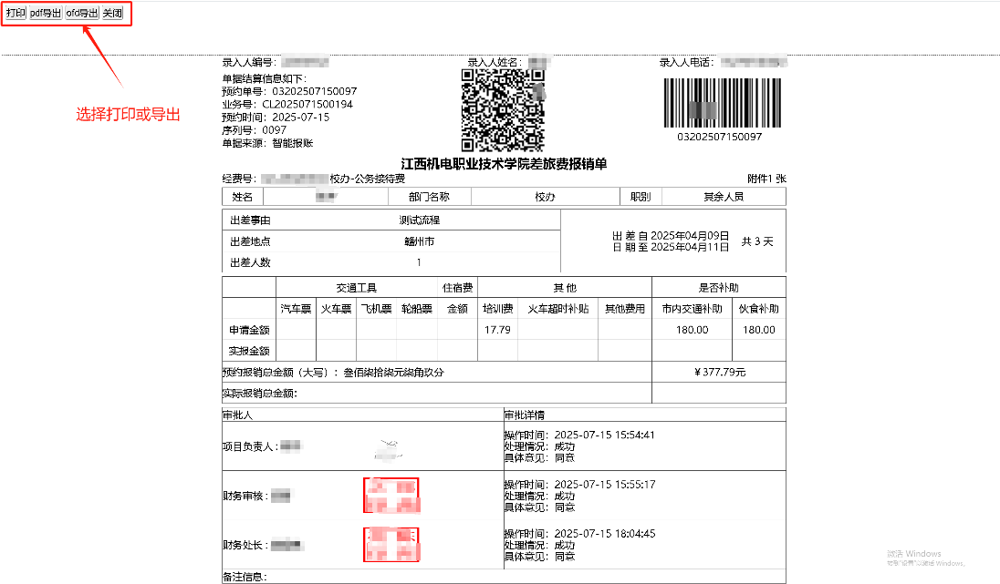 打印 pdf导出 ofd导出 关闭
选择打印或导出
录入人编号： 录入人姓名： 录入人电话：
单据结算信息如下：
预约单号：03202507150097
业务号：CL2025071500194
预约时间：2025-07-15
序列号：0097
单据来源：智能报账
03202507150097
江西机电职业技术学院差旅费报销单
经费号： 校办-公务接待费 附件1 张
姓名 部门名称 校办 职别 其余人员
出差事由 测试流程
出差地点 赣州市
出差人数 1
出 差 自 2025年04月09日
日 期 至 2025年04月11日
共 3 天
交通工具 住宿费 其 他 是否补助
汽车票 火车票 飞机票 轮船票 金额 培训费 火车超时补贴 其他费用 市内交通补助 伙食补助
申请金额 17.79 180.00 180.00
实报金额
预约报销总金额（大写）：叁佰柒拾柒元柒角玖分 ￥377.79元
实际报销总金额：
审批人 审批详情
项目负责人：
操作时间：2025-07-15 15:54:41
处理情况：成功
具体意见：同意
财务审核：
操作时间：2025-07-15 15:55:17
处理情况：成功
具体意见：同意
财务处长：
操作时间：2025-07-15 18:04:45
处理情况：成功
具体意见：同意
备注信息：
激活 Windows
转到"设置"以激活 Windows。